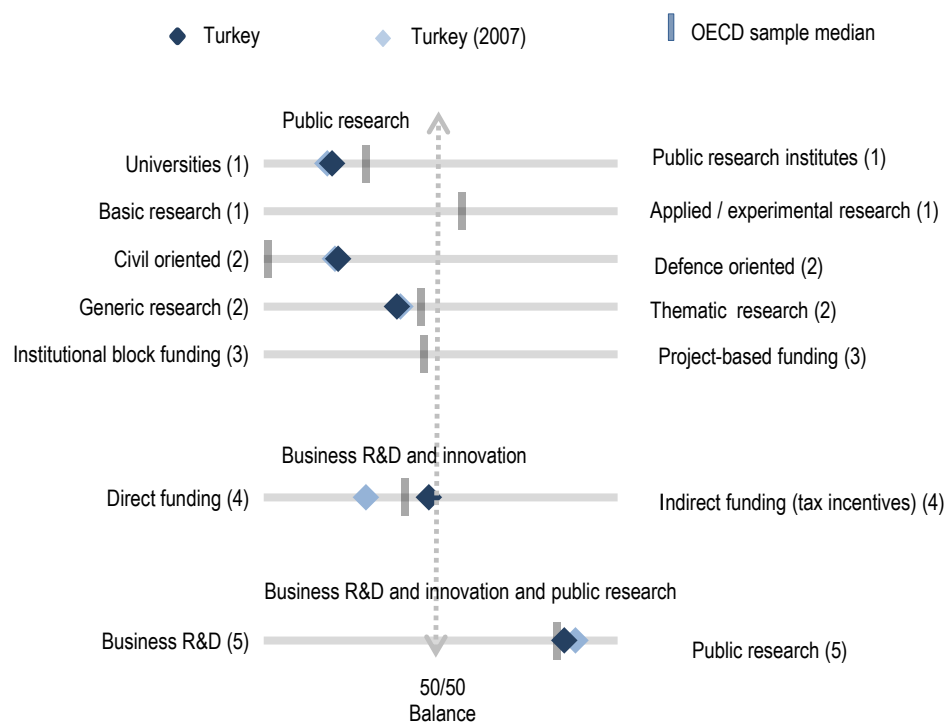 Turkey
Turkey (2007)
OECD sample median
Public research
Universities (1)
Public research institutes (1)
Basic research (1)
Applied / experimental research (1)
Civil oriented (2)
Defence oriented (2)
Generic research (2)
Thematic research (2)
Institutional block funding (3)
Project-based funding (3)
Business R&D and innovation
Direct funding (4)
Indirect funding (tax incentives) (4)
Business R&D and innovation and public research
Business R&D (5)
Public research (5)
50/50
Balance